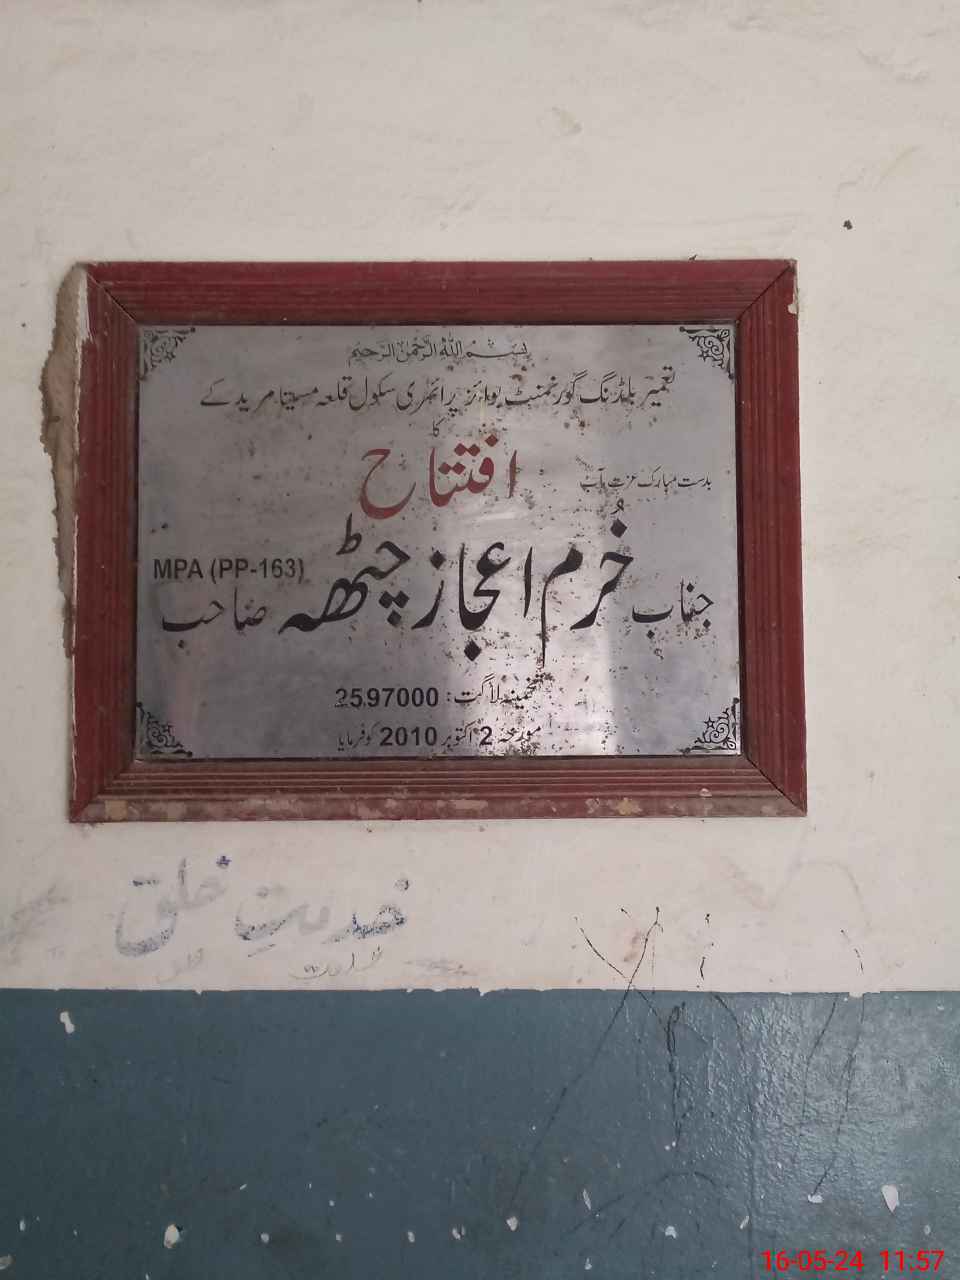 بسم اللہ الرحمٰن الرحیم
تعمیر بلڈنگ گورنمنٹ بوائز پرائمری سکول قلعہ مسیتا مریدکے
کا
افتتاح
بدست مبارک عزت مآب
جناب خُرم اعجاز چٹھہ صاحب
MPA (PP-163)
تخمینہ لاگت: 2597000
مورخہ 2 اکتوبر 2010 کو فرمایا
خدمتِ خلق
16-05-24 11:57